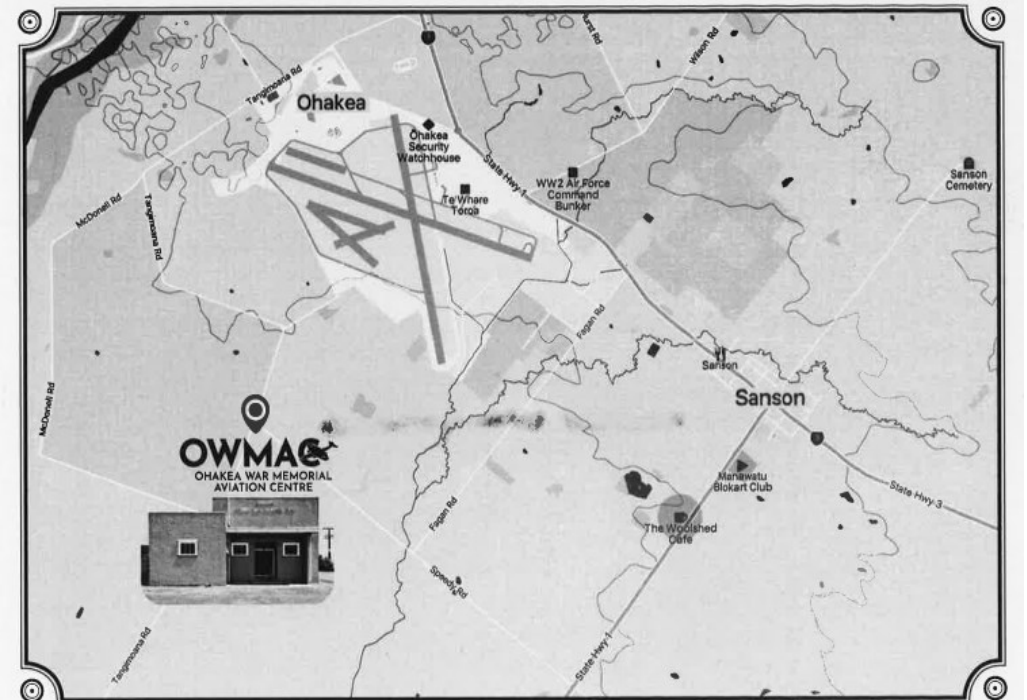 urst Rd
Wilson Rd
Tangimoana Rd
Ohakea
Ohakea
Security
Watchhouse
State Hwy 1
WW2 Air Force
Command
Bunker
Te Whare
Toroa
Sanson
Cemetery
McDonell Rd
Tangimoana Rd
Fagan Rd
Sanson
Sanson
McDonell Rd
OWMAC
OHAKEA WAR MEMORIAL
AVIATION CENTRE
Manawatu
Blokart Club
State Hwy 3
The Woolshed
Cafe
Fagan Rd
Speedy Rd
Tangimoana Rd
State Hwy 1